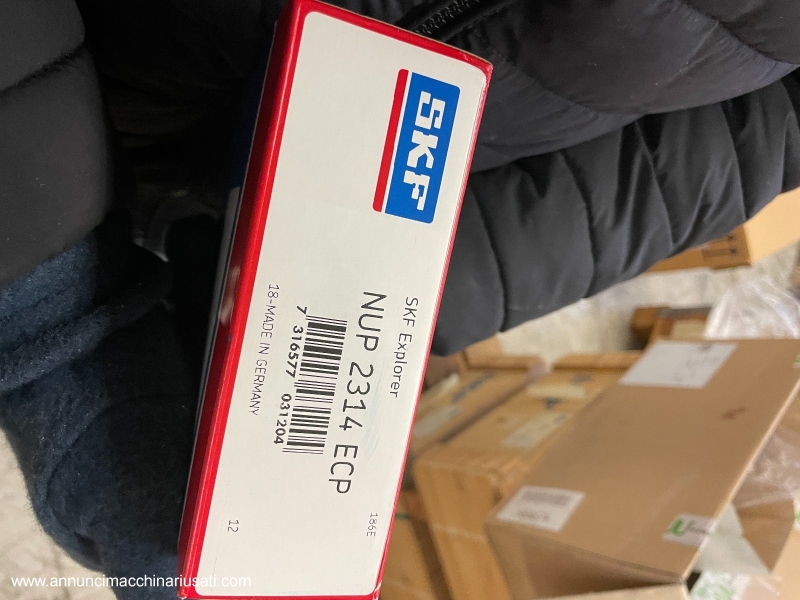 SKF
SKF Explorer
NUP 2314 ECP
7 316577 031204
18-MADE IN GERMANY
186E
12
www.annuncimacchinariusati.com